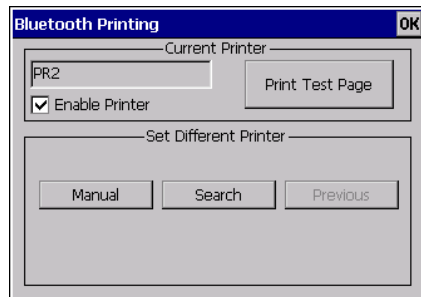 Bluetooth Printing OK
Current Printer
PR2
Print Test Page
Enable Printer
Set Different Printer
Manual Search Previous